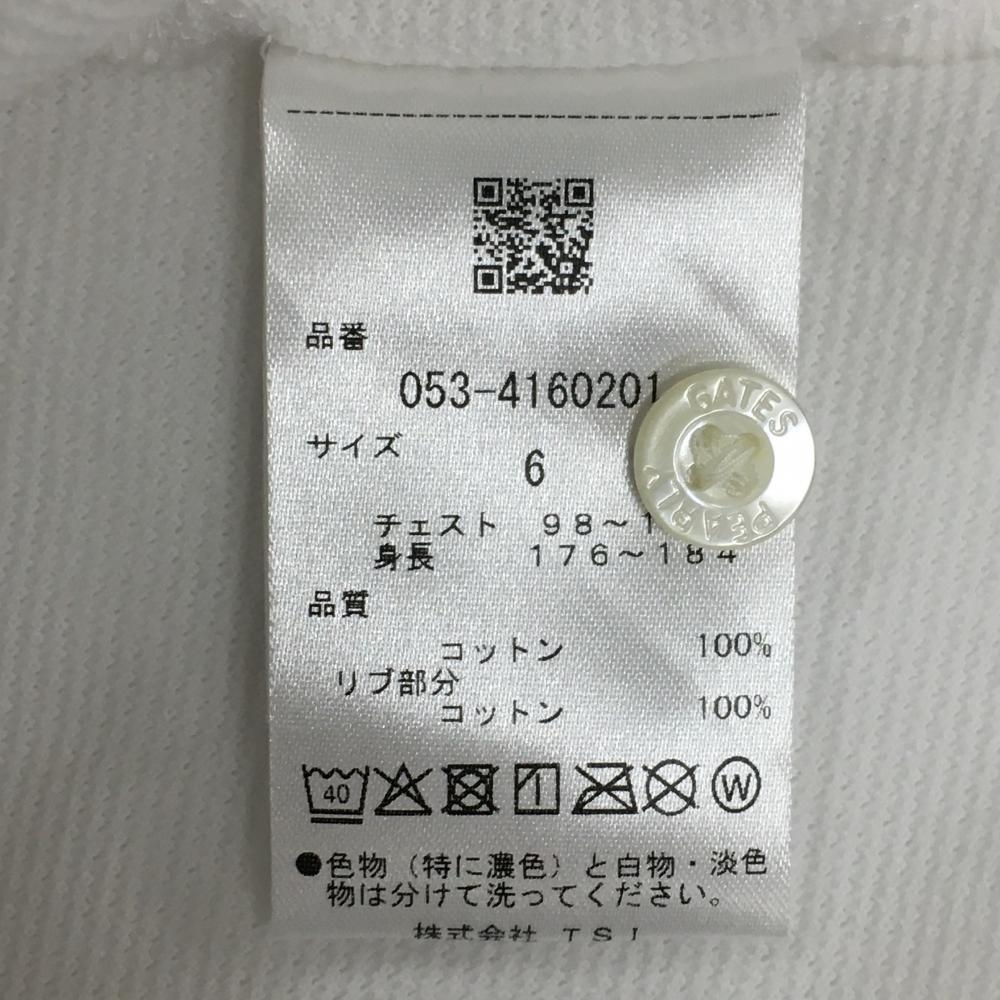 品番
053-4160201
サイズ
6
チェスト 98～1
身長 176～184
品質
コットン 100%
リブ部分
コットン 100%
40
W
●色物（特に濃色）と白物・淡色
物は分けて洗ってください。
株式会社 TSI
GATES
PEARLY